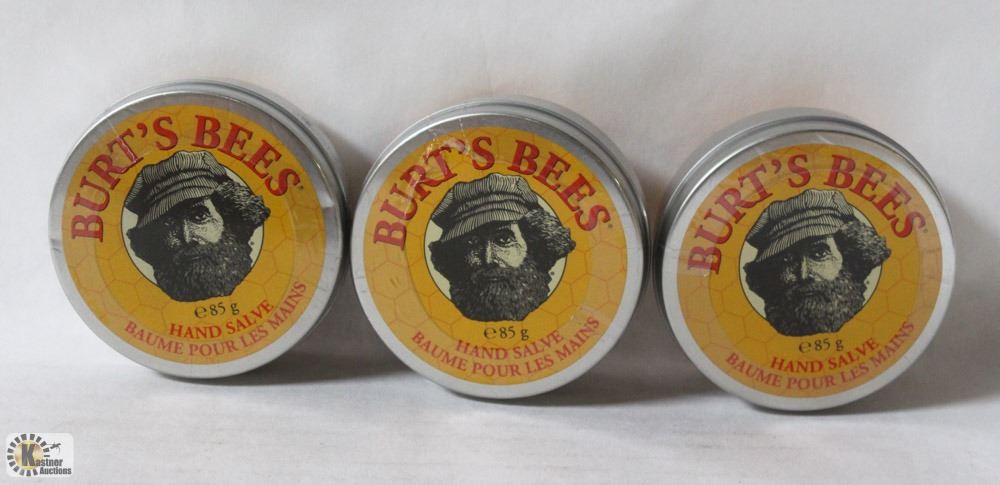 BURT'S BEES®
℮85 g
HAND SALVE
BAUME POUR LES MAINS
BURT'S BEES®
℮85 g
HAND SALVE
BAUME POUR LES MAINS
BURT'S BEES®
℮85 g
HAND SALVE
BAUME POUR LES MAINS
Kastner
Auctions